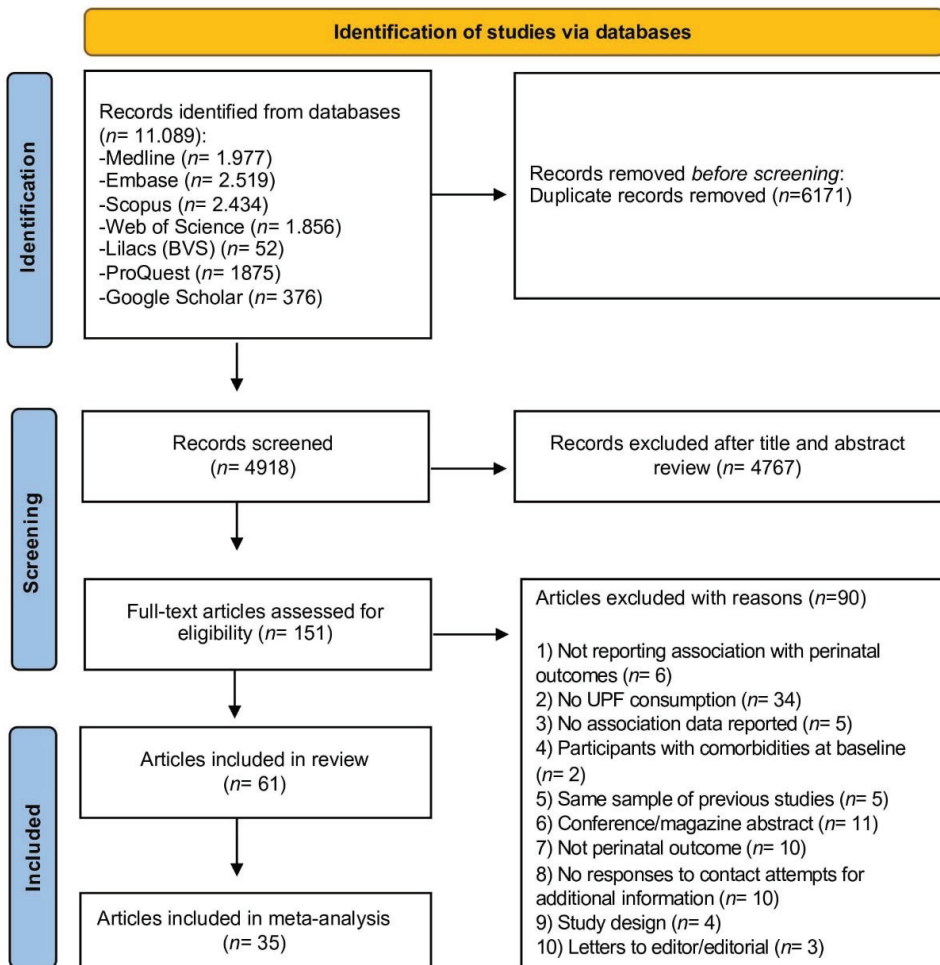 Identification of studies via databases
Identification
Records identified from databases
(n= 11.089):
-Medline (n= 1.977)
-Embase (n= 2.519)
-Scopus (n= 2.434)
-Web of Science (n= 1.856)
-Lilacs (BVS) (n= 52)
-ProQuest (n= 1875)
-Google Scholar (n= 376)
Records removed before screening:
Duplicate records removed (n=6171)
Screening
Records screened
(n= 4918)
Records excluded after title and abstract
review (n= 4767)
Full-text articles assessed for
eligibility (n= 151)
Articles excluded with reasons (n=90)
1) Not reporting association with perinatal
outcomes (n= 6)
2) No UPF consumption (n= 34)
3) No association data reported (n= 5)
4) Participants with comorbidities at baseline
(n= 2)
5) Same sample of previous studies (n= 5)
6) Conference/magazine abstract (n= 11)
7) Not perinatal outcome (n= 10)
8) No responses to contact attempts for
additional information (n= 10)
9) Study design (n= 4)
10) Letters to editor/editorial (n= 3)
Included
Articles included in review
(n= 61)
Articles included in meta-analysis
(n= 35)